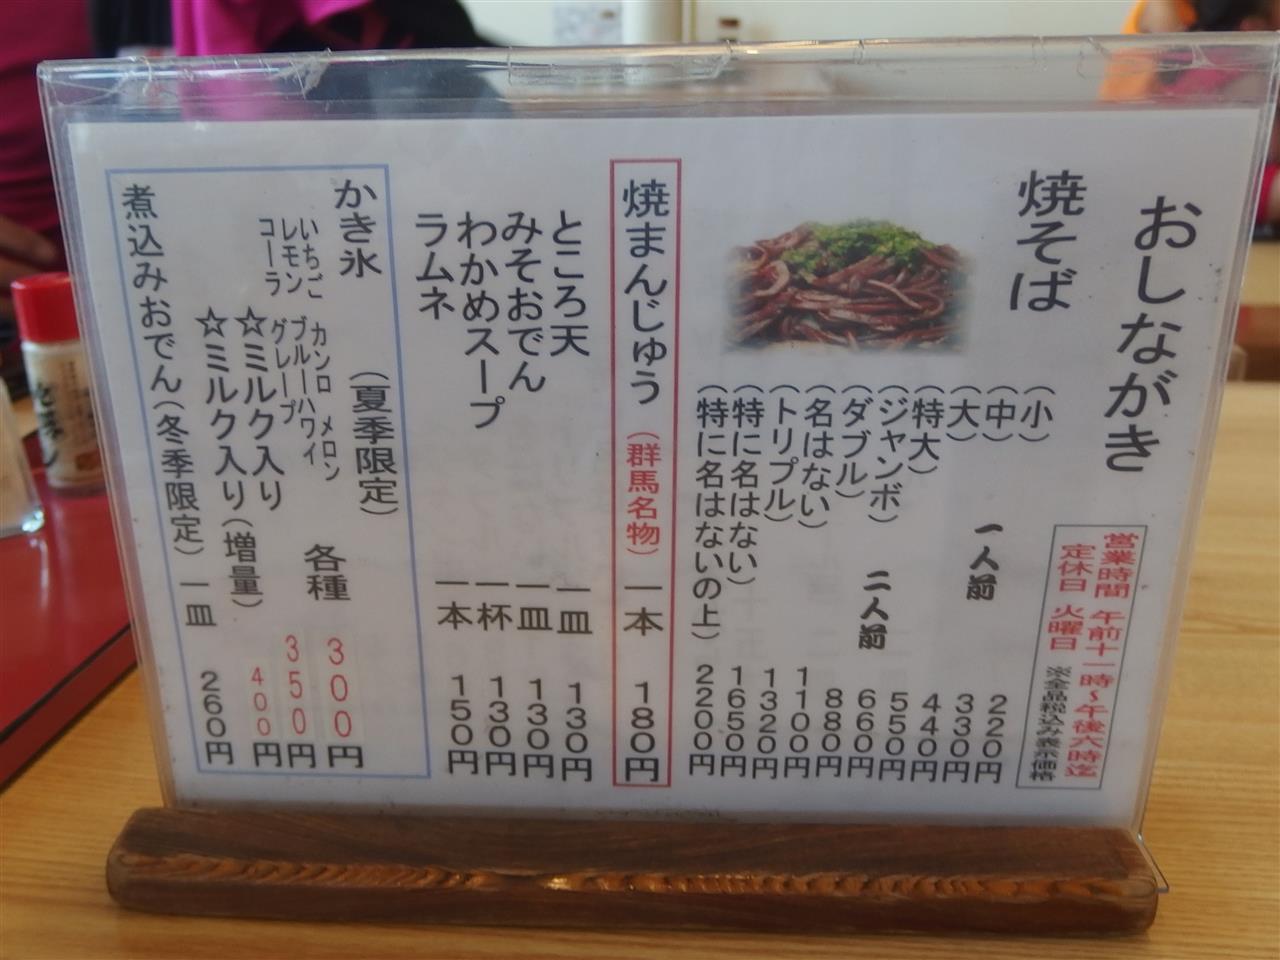 おしながき
営業時間 午前十一時～午後六時迄
定休日 火曜日 ※全品税込み表示価格
焼そば
(小) 220円
(中) 一人前 330円
(大) 440円
(特大) 550円
(ジャンボ) 二人前 660円
(ダブル) 880円
(名はない) 1100円
(トリプル) 1320円
(特に名はない) 1650円
(特に名はないの上) 2200円
焼まんじゅう (群馬名物) 一本 180円
ところ天 一皿 130円
みそおでん 一皿 130円
わかめスープ 一杯 130円
ラムネ 一本 150円
かき氷 (夏季限定)
いちご カンロ メロン 各種 300円
レモン ブルーハワイ
コーラ グレープ
☆ミルク入り 350円
☆ミルク入り(増量) 400円
煮込みおでん(冬季限定) 一皿 260円